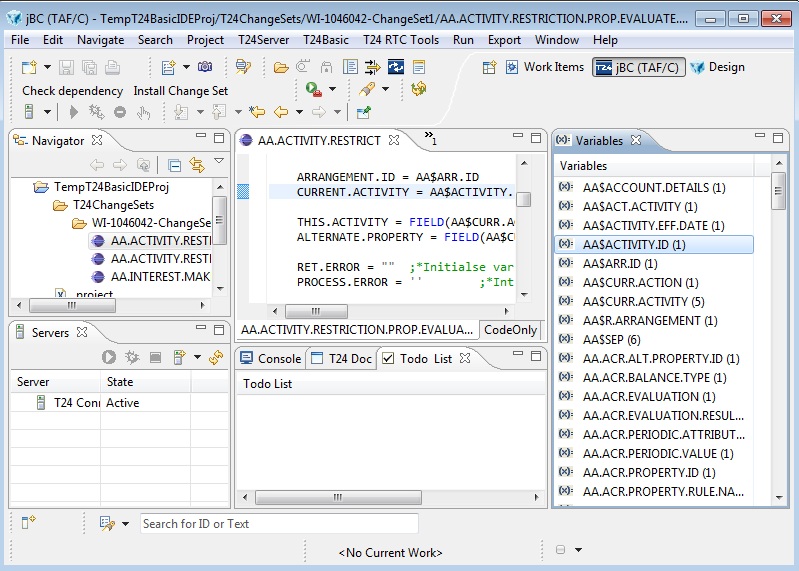 jBC (TAF/C) - TempT24BasicIDEProj/T24ChangeSets/WI-1046042-ChangeSet1/AA.ACTIVITY.RESTRICTION.PROP.EVALUATE....
File Edit Navigate Search Project T24Server T24Basic T24 RTC Tools Run Export Window Help
Work Items T24 jBC (TAF/C) Design
Check dependency Install Change Set
Navigator
TempT24BasicIDEProj
T24ChangeSets
WI-1046042-ChangeSe
AA.ACTIVITY.RESTI
AA.ACTIVITY.RESTI
AA.INTEREST.MAK
.project
AA.ACTIVITY.RESTRICT
»1
ARRANGEMENT.ID = AA$ARR.ID
CURRENT.ACTIVITY = AA$ACTIVITY.
THIS.ACTIVITY = FIELD(AA$CURR.A
ALTERNATE.PROPERTY = FIELD(AA$C
RET.ERROR = "" ;*Initialse var
PROCESS.ERROR = '' ;*Int
AA.ACTIVITY.RESTRICTION.PROP.EVALUA... CodeOnly
Variables
Variables
AA$ACCOUNT.DETAILS (1)
AA$ACT.ACTIVITY (1)
AA$ACTIVITY.EFF.DATE (1)
AA$ACTIVITY.ID (1)
AA$ARR.ID (1)
AA$CURR.ACTION (1)
AA$CURR.ACTIVITY (5)
AA$R.ARRANGEMENT (1)
AA$SEP (6)
AA.ACR.ALT.PROPERTY.ID (1)
AA.ACR.BALANCE.TYPE (1)
AA.ACR.EVALUATION (1)
AA.ACR.EVALUATION.RESUL...
AA.ACR.PERIODIC.ATTRIBUT...
AA.ACR.PERIODIC.VALUE (1)
AA.ACR.PROPERTY.ID (1)
AA.ACR.PROPERTY.RULE.NA...
Servers
Server State
T24 Conn Active
Console T24 Doc Todo List
Todo List
Search for ID or Text
<No Current Work>